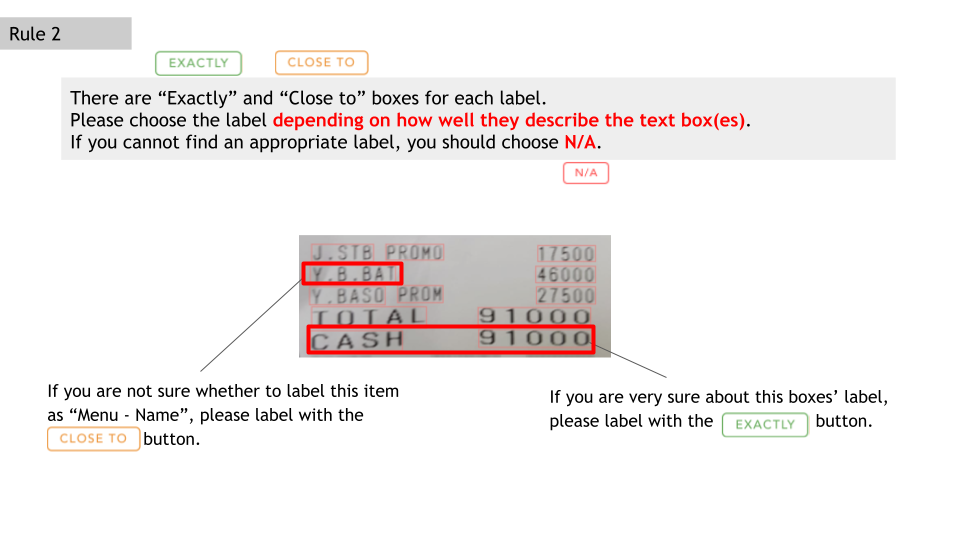 Rule 2
EXACTLY CLOSE TO
There are “Exactly” and “Close to” boxes for each label.
Please choose the label depending on how well they describe the text box(es).
If you cannot find an appropriate label, you should choose N/A.
N/A
J.STB PROMO 17500
Y.B.BAT 46000
Y.BASO PROM 27500
TOTAL 91000
CASH 91000
If you are not sure whether to label this item
as “Menu - Name”, please label with the
CLOSE TO button.
If you are very sure about this boxes’ label,
please label with the EXACTLY button.